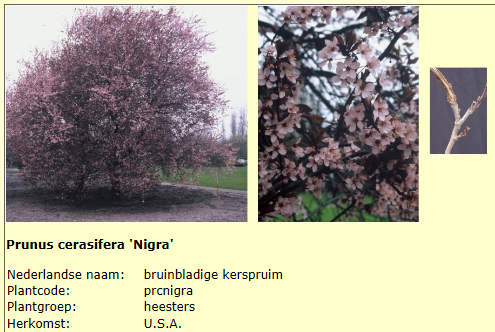 Prunus cerasifera 'Nigra'
Nederlandse naam: bruinbladige kerspruim
Plantcode: prcnigra
Plantgroep: heesters
Herkomst: U.S.A.